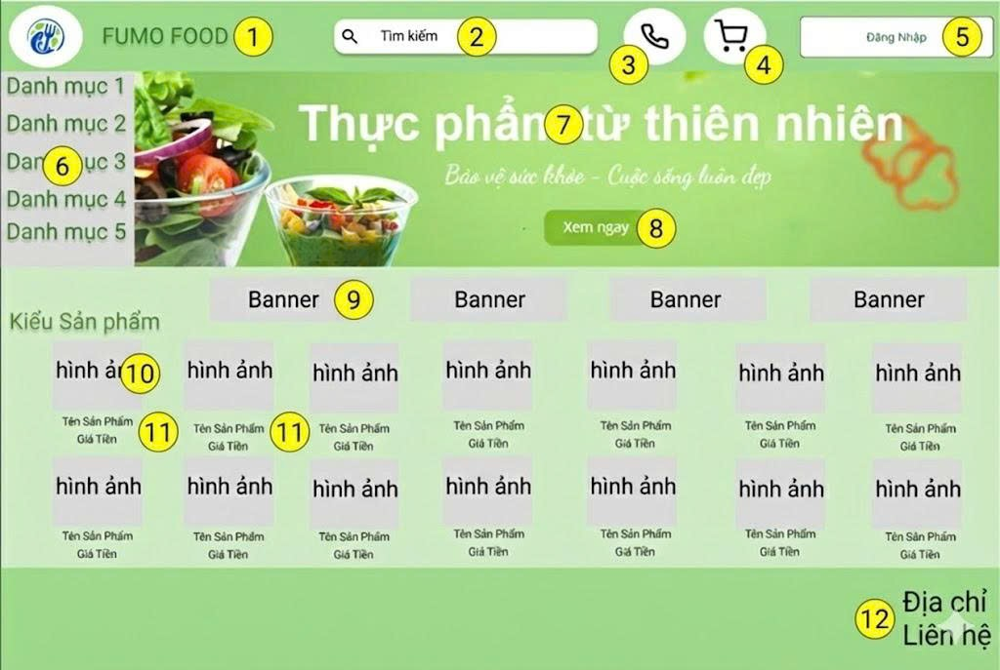 FUMO FOOD 1
Tìm kiếm 2
3
4
Đăng Nhập 5
Danh mục 1
Danh mục 2
Dan 6 ục 3
Danh mục 4
Danh mục 5
Thực phẩm 7 từ thiên nhiên
Bảo vệ sức khỏe - Cuộc sống luôn đẹp
Xem ngay 8
Banner 9 Banner Banner Banner
Kiểu Sản phẩm
hình ản 10 hình ảnh hình ảnh hình ảnh hình ảnh hình ảnh hình ảnh
Tên Sản Phẩm 11 Tên Sản Phẩm 11 Tên Sản Phẩm Tên Sản Phẩm Tên Sản Phẩm Tên Sản Phẩm Tên Sản Phẩm
Giá Tiền Giá Tiền Giá Tiền Giá Tiền Giá Tiền Giá Tiền Giá Tiền
hình ảnh hình ảnh hình ảnh hình ảnh hình ảnh hình ảnh hình ảnh
Tên Sản Phẩm Tên Sản Phẩm Tên Sản Phẩm Tên Sản Phẩm Tên Sản Phẩm Tên Sản Phẩm Tên Sản Phẩm
Giá Tiền Giá Tiền Giá Tiền Giá Tiền Giá Tiền Giá Tiền Giá Tiền
12 Địa chỉ
Liên hệ